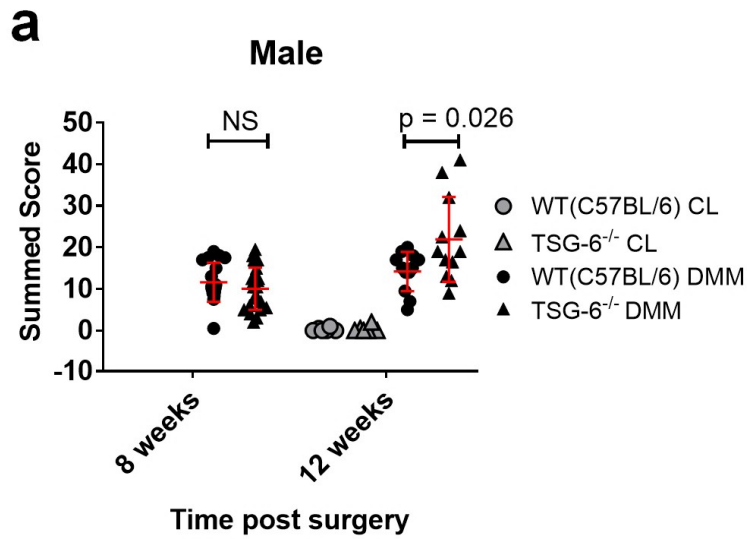 a
Male
NS
p = 0.026
50
40
30
20
10
0
-10
Summed Score
8 weeks
12 weeks
Time post surgery
WT(C57BL/6) CL
TSG-6-/- CL
WT(C57BL/6) DMM
TSG-6-/- DMM